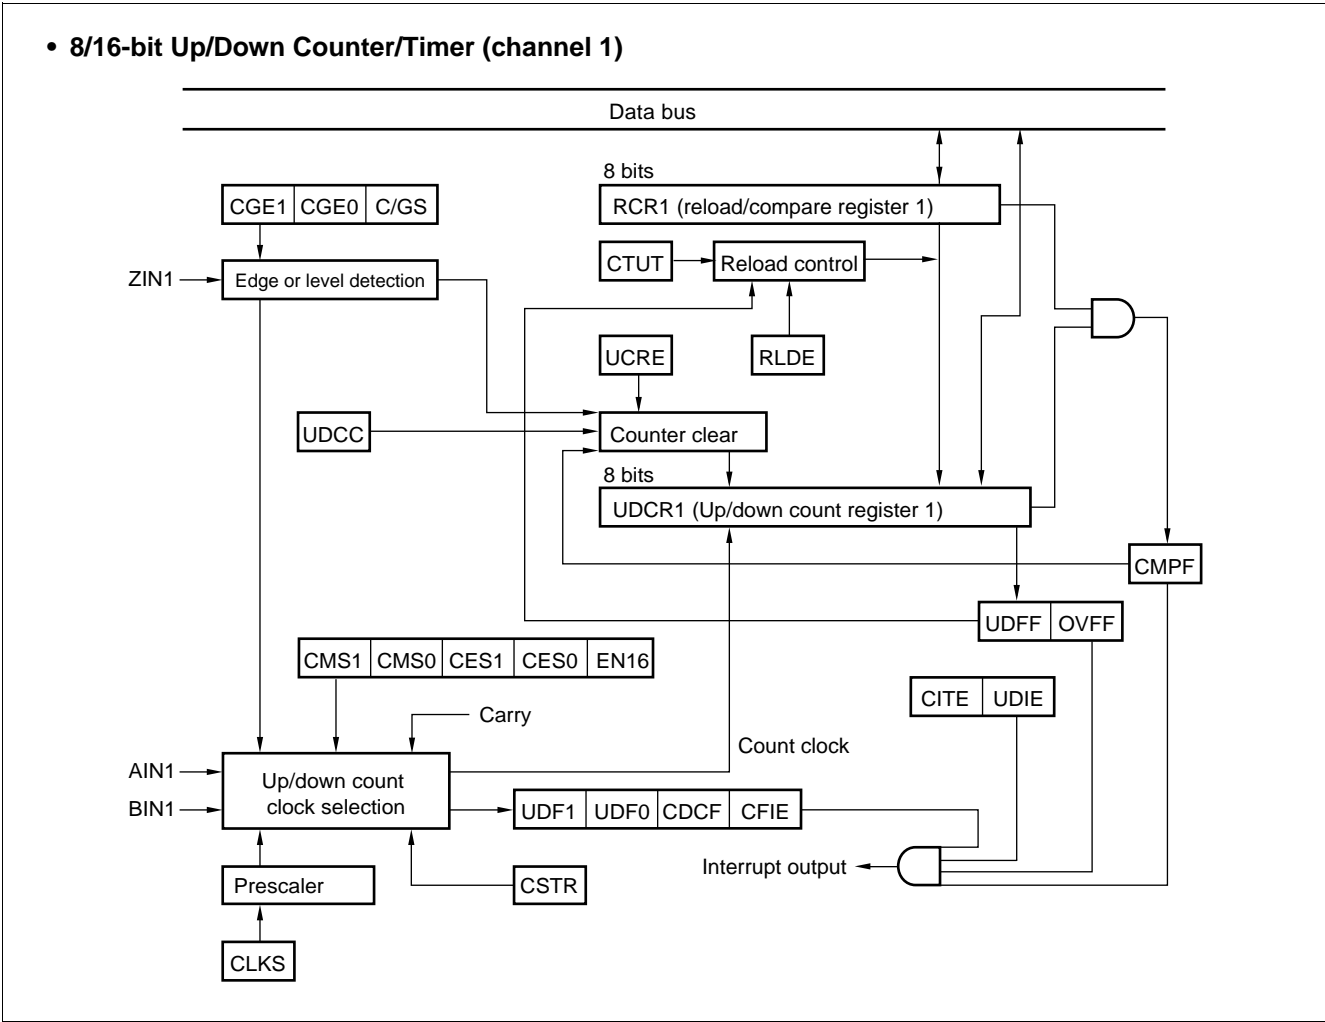 • 8/16-bit Up/Down Counter/Timer (channel 1)
Data bus
8 bits
CGE1 CGE0 C/GS
RCR1 (reload/compare register 1)
CTUT
Reload control
ZIN1
Edge or level detection
UCRE
RLDE
UDCC
Counter clear
8 bits
UDCR1 (Up/down count register 1)
CMPF
UDFF OVFF
CMS1 CMS0 CES1 CES0 EN16
CITE UDIE
Carry
Count clock
AIN1
BIN1
Up/down count
clock selection
UDF1 UDF0 CDCF CFIE
Interrupt output
Prescaler
CSTR
CLKS